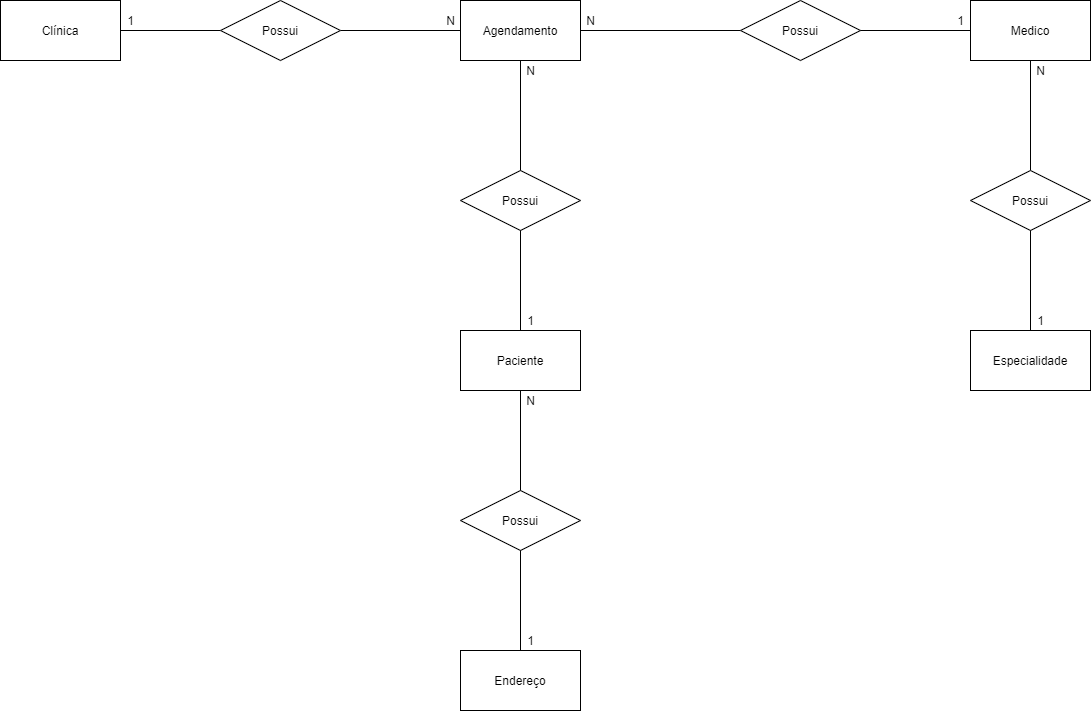 Clínica
1
Possui
N
Agendamento
N
Possui
1
Medico
N
N
Possui
Possui
1
1
Paciente
Especialidade
N
Possui
1
Endereço